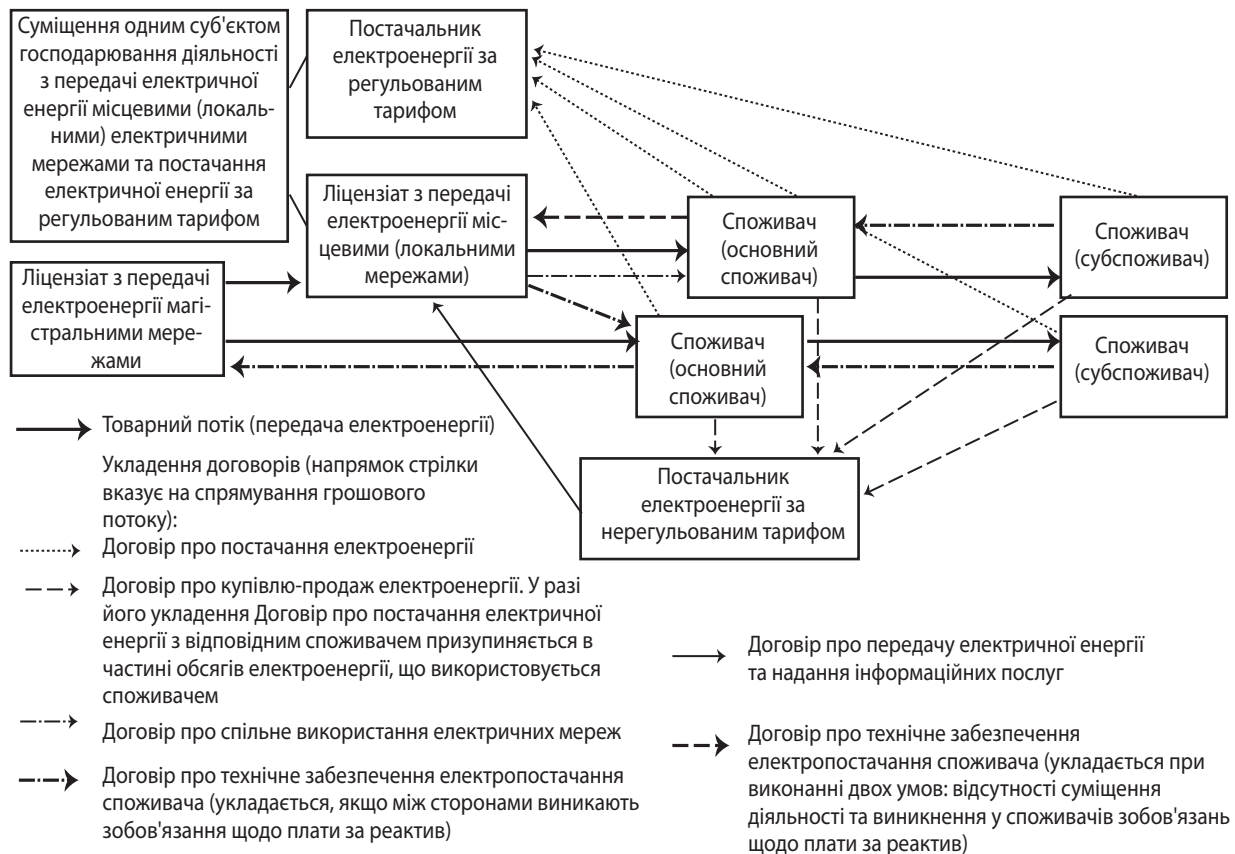 Суміщення одним суб'єктом
господарювання діяльності
з передачі електричної
енергії місцевими (локаль-
ними) електричними
мережами та постачання
електричної енергії за
регульованим тарифом
Постачальник
електроенергії за
регульованим
тарифом
Ліцензіат з передачі
електроенергії міс-
цевими (локальними
мережами)
Споживач
(основний
споживач)
Споживач
(субспоживач)
Ліцензіат з передачі
електроенергії магі-
стральними мере-
жами
Споживач
(основний
споживач)
Споживач
(субспоживач)
Постачальник
електроенергії за
нерегульованим тарифом
Товарний потік (передача електроенергії)
Укладення договорів (напрямок стрілки
вказує на спрямування грошового
потоку):
Договір про постачання електроенергії
Договір про купівлю-продаж електроенергії. У разі
його укладення Договір про постачання електричної
енергії з відповідним споживачем призупиняється в
частині обсягів електроенергії, що використовується
споживачем
Договір про спільне використання електричних мереж
Договір про технічне забезпечення електропостачання
споживача (укладається, якщо між сторонами виникають
зобов'язання щодо плати за реактив)
Договір про передачу електричної енергії
та надання інформаційних послуг
Договір про технічне забезпечення
електропостачання споживача (укладається при
виконанні двох умов: відсутності суміщення
діяльності та виникнення у споживачів зобов'язань
щодо плати за реактив)